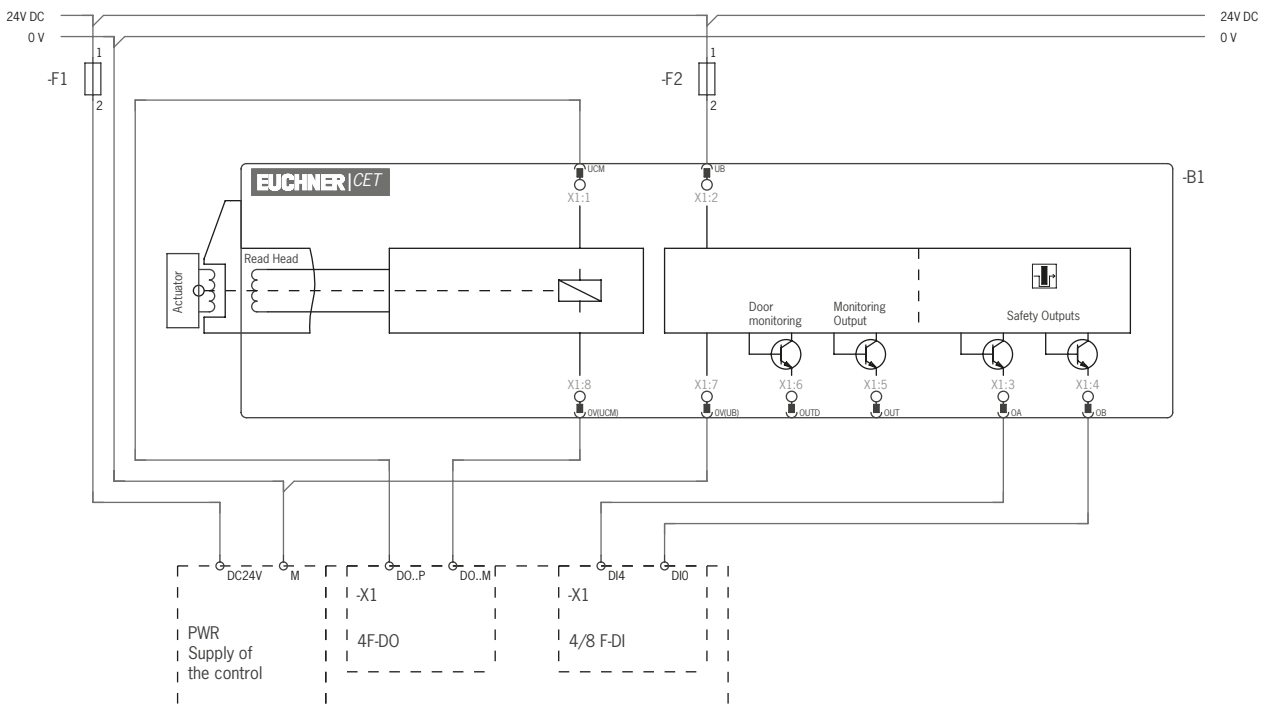 24V DC
24V DC
0 V
0 V
1
1
-F1
-F2
2
2
UCM
UB
EUCHNER | CET
-B1
X1:1
X1:2
Read Head
Actuator
Door
monitoring
Monitoring
Output
Safety Outputs
X1:8
X1:7
X1:6
X1:5
X1:3
X1:4
0V(UCM)
0V(UB)
OUTD
OUT
OA
OB
DC24V
M
DO..P
DO..M
DI4
DI0
-X1
-X1
PWR
Supply of
the control
4F-DO
4/8 F-DI